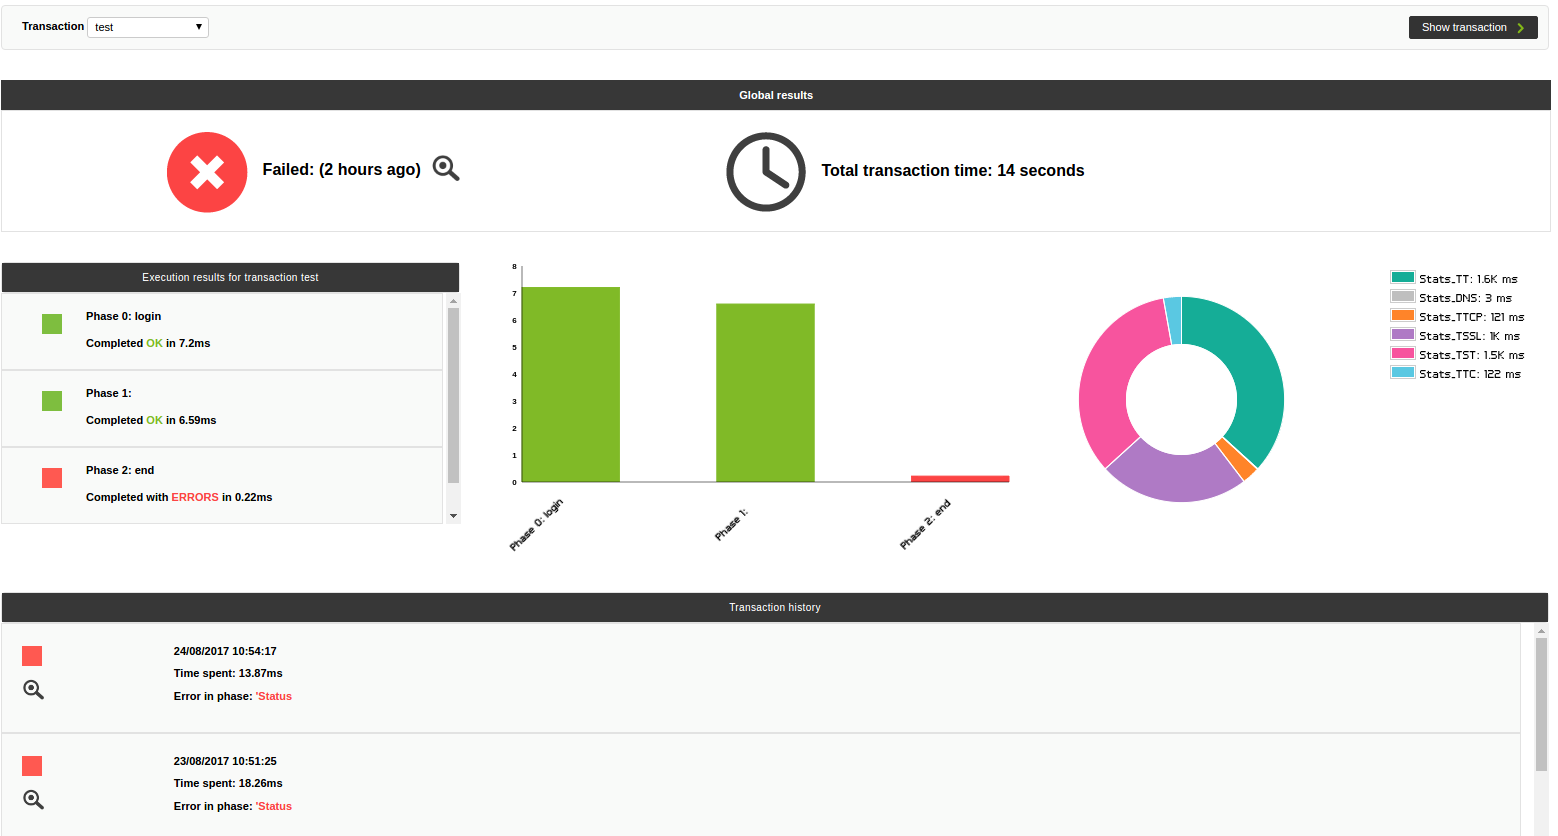 Transaction test
Show transaction
Global results
Failed: (2 hours ago)
Total transaction time: 14 seconds
Execution results for transaction test
Phase 0: login
Completed OK in 7.2ms
Phase 1:
Completed OK in 6.59ms
Phase 2: end
Completed with ERRORS in 0.22ms
8
7
6
5
4
3
2
1
0
Phase 0: login
Phase 1:
Phase 2: end
Stats_TT: 1.6K ms
Stats_DNS: 3 ms
Stats_TTCP: 121 ms
Stats_TSSL: 1K ms
Stats_TST: 1.5K ms
Stats_TTC: 122 ms
Transaction history
24/08/2017 10:54:17
Time spent: 13.87ms
Error in phase: 'Status
23/08/2017 10:51:25
Time spent: 18.26ms
Error in phase: 'Status